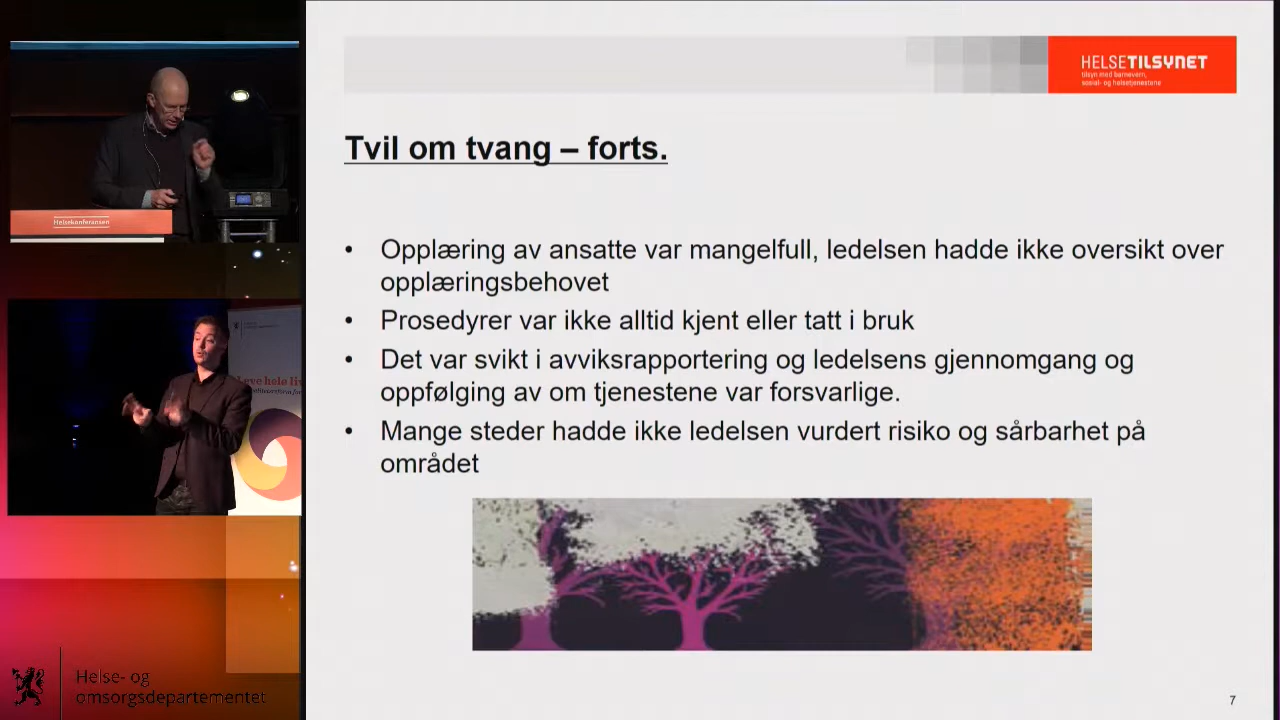 HELSETILSYNET
tilsyn med barnevern,
sosial- og helsetjenestene
Tvil om tvang – forts.
• Opplæring av ansatte var mangelfull, ledelsen hadde ikke oversikt over
opplæringsbehovet
• Prosedyrer var ikke alltid kjent eller tatt i bruk
• Det var svikt i avviksrapportering og ledelsens gjennomgang og
oppfølging av om tjenestene var forsvarlige.
• Mange steder hadde ikke ledelsen vurdert risiko og sårbarhet på
området
7
Helsekonferansen
Helse- og
omsorgsdepartementet